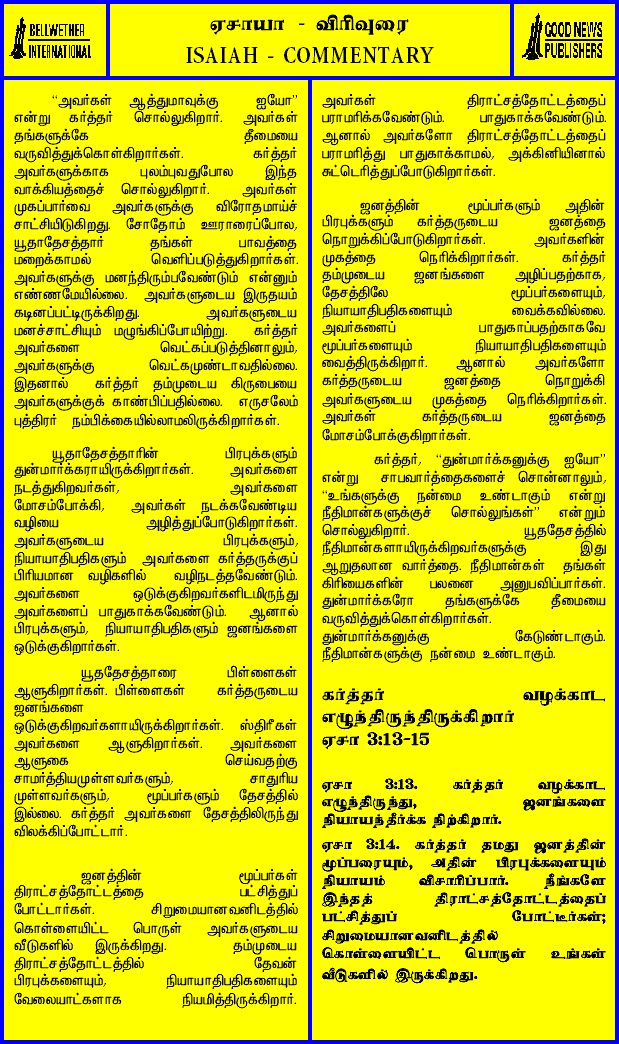 BELLWETHER
INTERNATIONAL
ஏசாயா - விரிவுரை
ISAIAH - COMMENTARY
GOOD NEWS
PUBLISHERS
“அவர்கள் ஆத்துமாவுக்கு ஐயோ”
என்று கர்த்தர் சொல்லுகிறார். அவர்கள்
தங்களுக்கே தீமையை
வருவித்துக்கொள்கிறார்கள். கர்த்தர்
அவர்களுக்காக புலம்புவதுபோல இந்த
வாக்கியத்தைச் சொல்லுகிறார். அவர்கள்
முகப்பார்வை அவர்களுக்கு விரோதமாய்ச்
சாட்சியிடுகிறது. சோதோம் ஊராரைப்போல,
யூதாதேசத்தார் தங்கள் பாவத்தை
மறைக்காமல் வெளிப்படுத்துகிறார்கள்.
அவர்களுக்கு மனந்திரும்பவேண்டும் என்னும்
எண்ணமேயில்லை. அவர்களுடைய இருதயம்
கடினப்பட்டிருக்கிறது. அவர்களுடைய
மனச்சாட்சியும் மழுங்கிப்போயிற்று. கர்த்தர்
அவர்களை வெட்கப்படுத்தினாலும்,
அவர்களுக்கு வெட்கமுண்டாவதில்லை.
இதனால் கர்த்தர் தம்முடைய கிருபையை
அவர்களுக்குக் காண்பிப்பதில்லை. எருசலேம்
புத்திரர் நம்பிக்கையில்லாமலிருக்கிறார்கள்.
யூதாதேசத்தாரின் பிரபுக்களும்
துன்மார்க்கராயிருக்கிறார்கள். அவர்களை
நடத்துகிறவர்கள், அவர்களை
மோசம்போக்கி, அவர்கள் நடக்கவேண்டிய
வழியை அழித்துப்போடுகிறார்கள்.
அவர்களுடைய பிரபுக்களும்,
நியாயாதிபதிகளும் அவர்களை கர்த்தருக்குப்
பிரியமான வழிகளில் வழிநடத்தவேண்டும்.
அவர்களை ஒடுக்குகிறவர்களிடமிருந்து
அவர்களைப் பாதுகாக்கவேண்டும். ஆனால்
பிரபுக்களும், நியாயாதிபதிகளும் ஜனங்களை
ஒடுக்குகிறார்கள்.
யூததேசத்தாரை பிள்ளைகள்
ஆளுகிறார்கள். பிள்ளைகள் கர்த்தருடைய
ஜனங்களை
ஒடுக்குகிறவர்களாயிருக்கிறார்கள். ஸ்திரீகள்
அவர்களை ஆளுகிறார்கள். அவர்களை
ஆளுகை செய்வதற்கு
சாமர்த்தியமுள்ளவர்களும், சாதுரிய
முள்ளவர்களும், மூப்பர்களும் தேசத்தில்
இல்லை. கர்த்தர் அவர்களை தேசத்திலிருந்து
விலக்கிப்போட்டார்.
ஜனத்தின் மூப்பர்கள்
திராட்சத்தோட்டத்தை பட்சித்துப்
போட்டார்கள். சிறுமையானவனிடத்தில்
கொள்ளையிட்ட பொருள் அவர்களுடைய
வீடுகளில் இருக்கிறது. தம்முடைய
திராட்சத்தோட்டத்தில் தேவன்
பிரபுக்களையும், நியாயாதிபதிகளையும்
வேலையாட்களாக நியமித்திருக்கிறார்.
அவர்கள் திராட்சத்தோட்டத்தைப்
பராமரிக்கவேண்டும். பாதுகாக்கவேண்டும்.
ஆனால் அவர்களோ திராட்சத்தோட்டத்தைப்
பராமரித்து பாதுகாக்காமல், அக்கினியினால்
சுட்டெரித்துப்போடுகிறார்கள்.
ஜனத்தின் மூப்பர்களும் அதின்
பிரபுக்களும் கர்த்தருடைய ஜனத்தை
நொறுக்கிப்போடுகிறார்கள். அவர்களின்
முகத்தை நெரிக்கிறார்கள். கர்த்தர்
தம்முடைய ஜனங்களை அழிப்பதற்காக,
தேசத்திலே மூப்பர்களையும்,
நியாயாதிபதிகளையும் வைக்கவில்லை.
அவர்களைப் பாதுகாப்பதற்காகவே
மூப்பர்களையும் நியாயாதிபதிகளையும்
வைத்திருக்கிறார். ஆனால் அவர்களோ
கர்த்தருடைய ஜனத்தை நொறுக்கி
அவர்களுடைய முகத்தை நெரிக்கிறார்கள்.
அவர்கள் கர்த்தருடைய ஜனத்தை
மோசம்போக்குகிறார்கள்.
கர்த்தர், “துன்மார்க்கனுக்கு ஐயோ”
என்று சாபவார்த்தைகளைச் சொன்னாலும்,
“உங்களுக்கு நன்மை உண்டாகும் என்று
நீதிமான்களுக்குச் சொல்லுங்கள்” என்றும்
சொல்லுகிறார். யூததேசத்தில்
நீதிமான்களாயிருக்கிறவர்களுக்கு இது
ஆறுதலான வார்த்தை. நீதிமான்கள் தங்கள்
கிரியைகளின் பலனை அனுபவிப்பார்கள்.
துன்மார்க்கரோ தங்களுக்கே தீமையை
வருவித்துக்கொள்கிறார்கள்.
துன்மார்க்கனுக்கு கேடுண்டாகும்.
நீதிமான்களுக்கு நன்மை உண்டாகும்.
கர்த்தர் வழக்காட
எழுந்திருந்திருக்கிறார்
ஏசா 3:13-15
ஏசா 3:13. கர்த்தர் வழக்காட
எழுந்திருந்து, ஜனங்களை
நியாயந்தீர்க்க நிற்கிறார்.
ஏசா 3:14. கர்த்தர் தமது ஜனத்தின்
மூப்பரையும், அதின் பிரபுக்களையும்
நியாயம் விசாரிப்பார். நீங்களே
இந்தத் திராட்சத்தோட்டத்தைப்
பட்சித்துப் போட்டீர்கள்;
சிறுமையானவனிடத்தில்
கொள்ளையிட்ட பொருள் உங்கள்
வீடுகளில் இருக்கிறது.